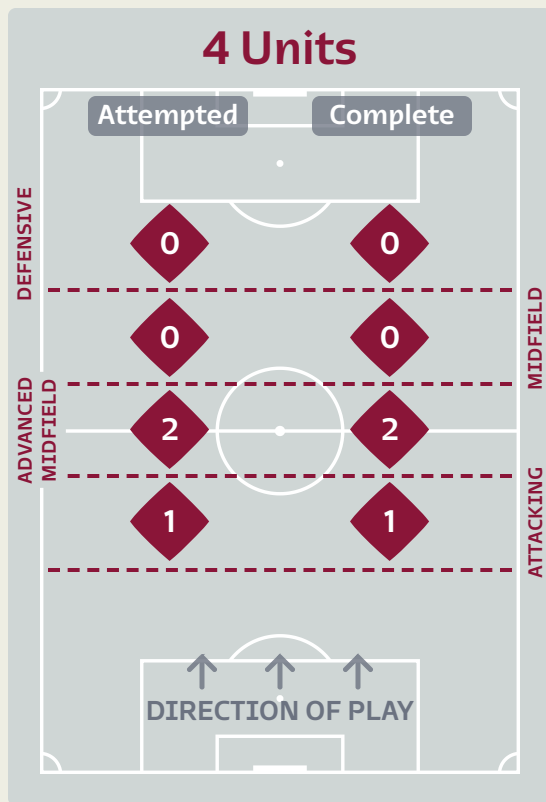 4 Units
Attempted
Complete
DEFENSIVE
0
0
MIDFIELD
0
0
ADVANCED
MIDFIELD
2
2
ATTACKING
1
1
DIRECTION OF PLAY